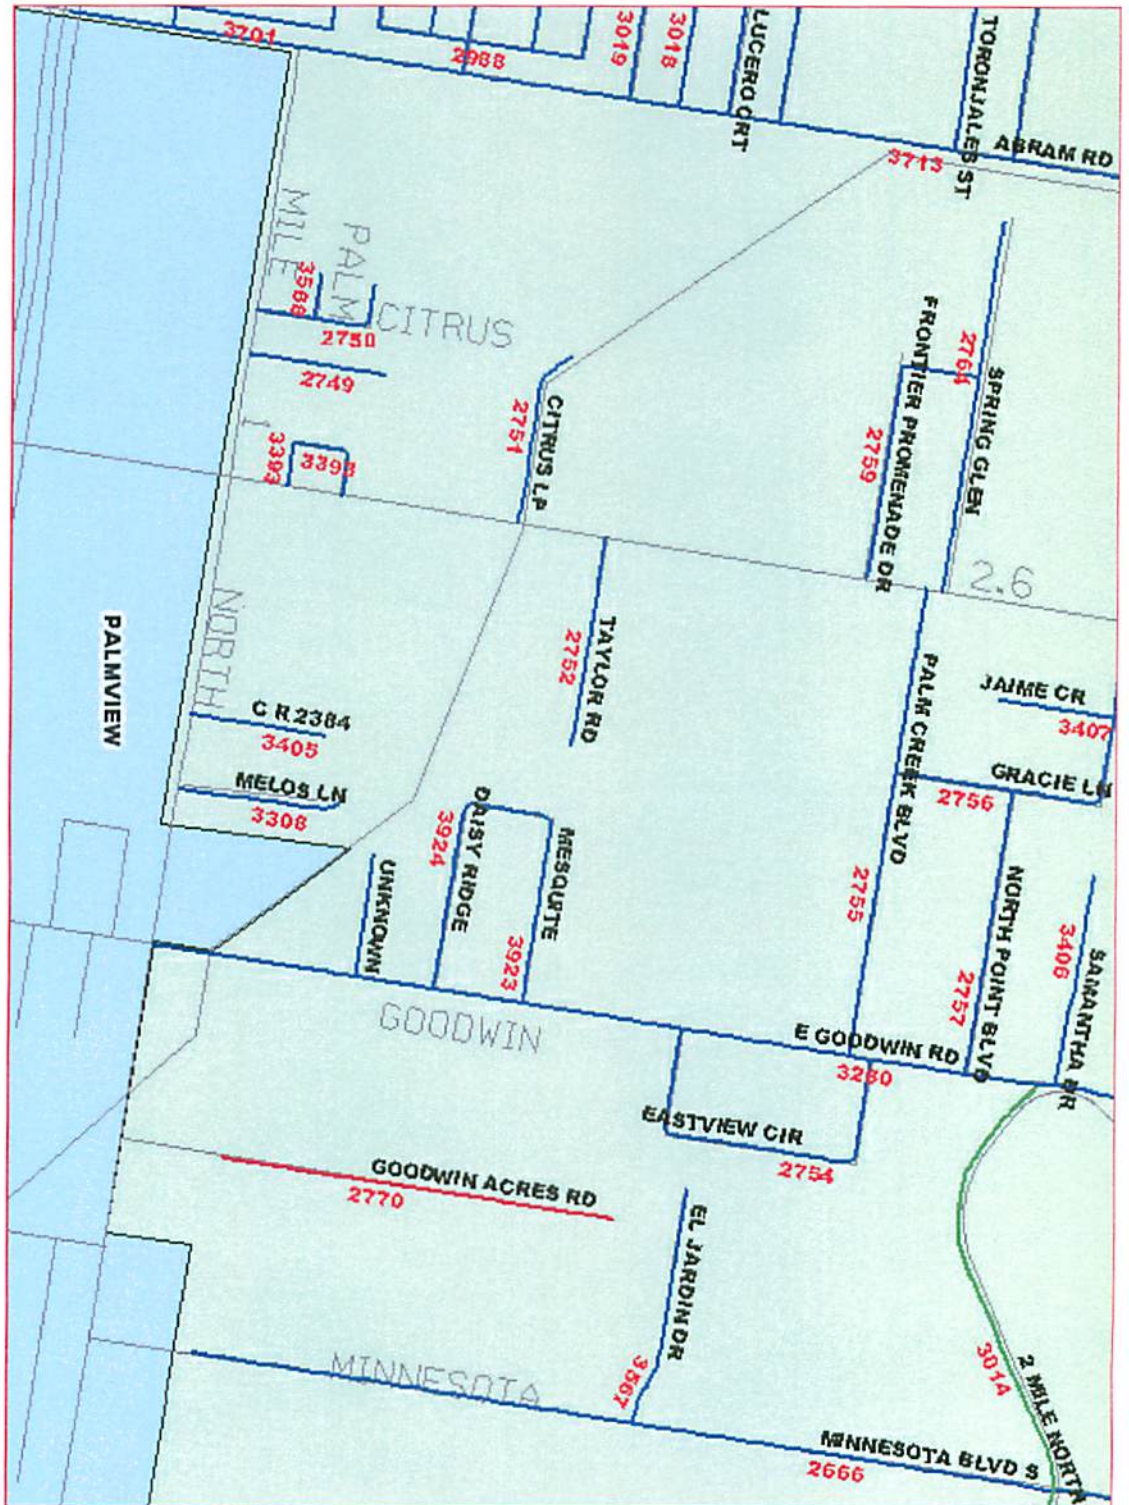 3701
2988
3019
3018
LUCERO CRT
TORONJALES ST
ABRAM RD
3713
MILE
PALM
CITRUS
3568
2750
2749
1
3393
3393
CITRUS LP
2751
FRONTIER PROMENADE DR
2764
SPRING GLEN
2759
2.6
NORTH
PALMVIEW
TAYLOR RD
2752
PALM CREEK BLVD
JAIME CR
3407
GRACIE LN
2756
C R 2384
3405
MELOS LN
3308
DAISY RIDGE
3924
MESQUITE
3923
UNKNOWN
2755
NORTH POINT BLVD
2757
3406
SAMANTHA DR
GOODWIN
E GOODWIN RD
3280
EASTVIEW CIR
2754
GOODWIN ACRES RD
2770
EL JARDIN DR
3567
3014
2 MILE NORTH
MINNESOTA
MINNESOTA BLVD S
2666